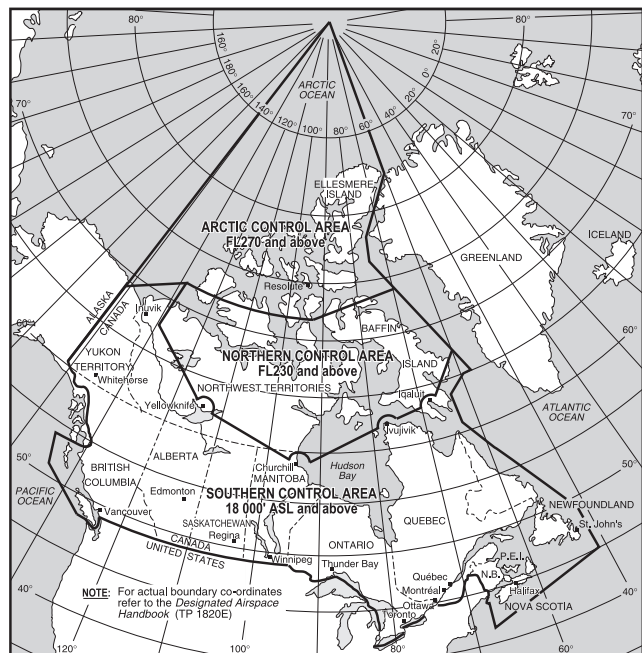 80°
80°
160°
160°
160°
140°
120°
100°
80°
60°
40°
20°
0°
20°
ARCTIC
OCEAN
70°
70°
ELLESMERE
ISLAND
ARCTIC CONTROL AREA
FL270 and above
ICELAND
GREENLAND
Resolute
60°
60°
ALASKA
CANADA
Inuvik
BAFFIN
ISLAND
YUKON
TERRITORY
Whitehorse
NORTHERN CONTROL AREA
FL230 and above
NORTHWEST TERRITORIES
Iqaluit
Yellowknife
ATLANTIC
OCEAN
Ivujivik
50°
50°
ALBERTA
Churchill
MANITOBA
Hudson
Bay
BRITISH
COLUMBIA
PACIFIC
OCEAN
Edmonton
SOUTHERN CONTROL AREA
18 000' ASL and above
NEWFOUNDLAND
St. John's
Vancouver
SASKATCHEWAN
Regina
QUEBEC
CANADA
UNITED STATES
Winnipeg
ONTARIO
Thunder Bay
P.E.I.
N.B.
Québec
Montréal
Ottawa
Toronto
Halifax
NOVA SCOTIA
40°
40°
NOTE: For actual boundary co-ordinates
refer to the Designated Airspace
Handbook (TP 1820E)
120°
100°
80°
60°